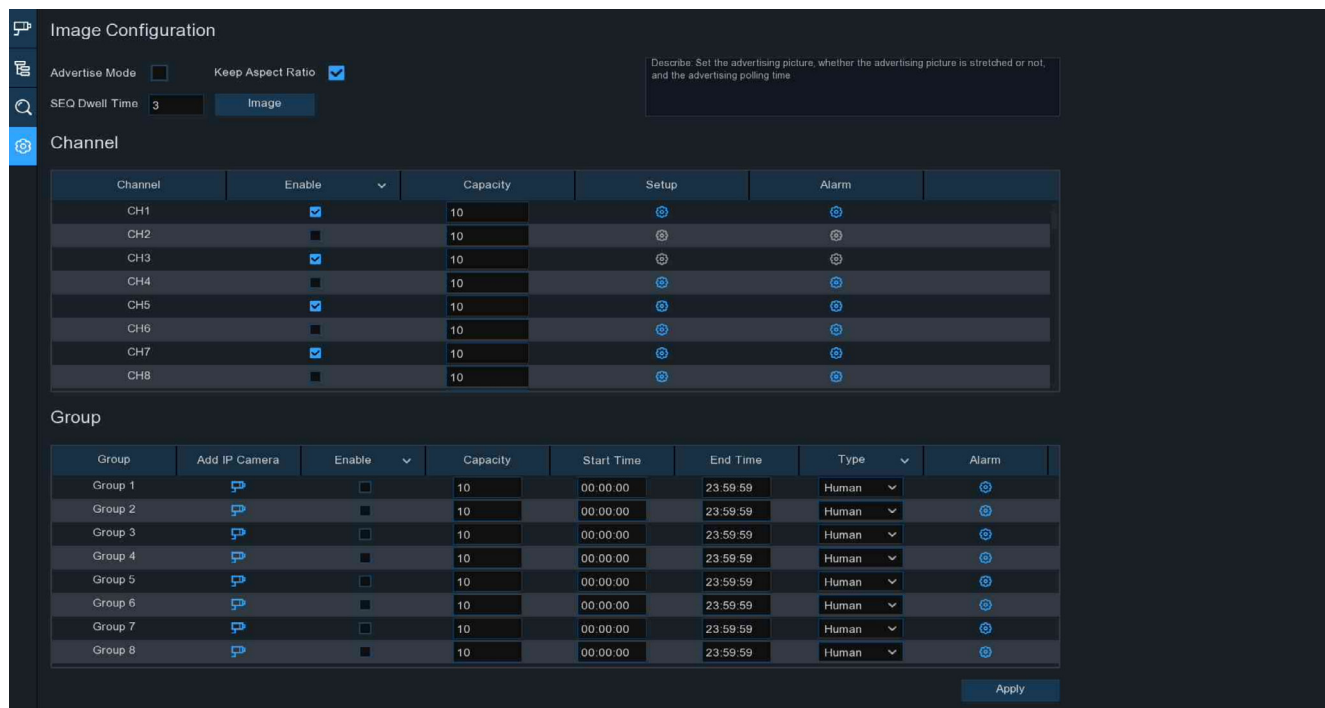 Image Configuration
Advertise Mode Keep Aspect Ratio
Describe: Set the advertising picture, whether the advertising picture is stretched or not,
and the advertising polling time
SEQ Dwell Time 3 Image
Channel
Channel Enable Capacity Setup Alarm
CH1 10
CH2 10
CH3 10
CH4 10
CH5 10
CH6 10
CH7 10
CH8 10
Group
Group Add IP Camera Enable Capacity Start Time End Time Type Alarm
Group 1 10 00:00:00 23:59:59 Human
Group 2 10 00:00:00 23:59:59 Human
Group 3 10 00:00:00 23:59:59 Human
Group 4 10 00:00:00 23:59:59 Human
Group 5 10 00:00:00 23:59:59 Human
Group 6 10 00:00:00 23:59:59 Human
Group 7 10 00:00:00 23:59:59 Human
Group 8 10 00:00:00 23:59:59 Human
Apply